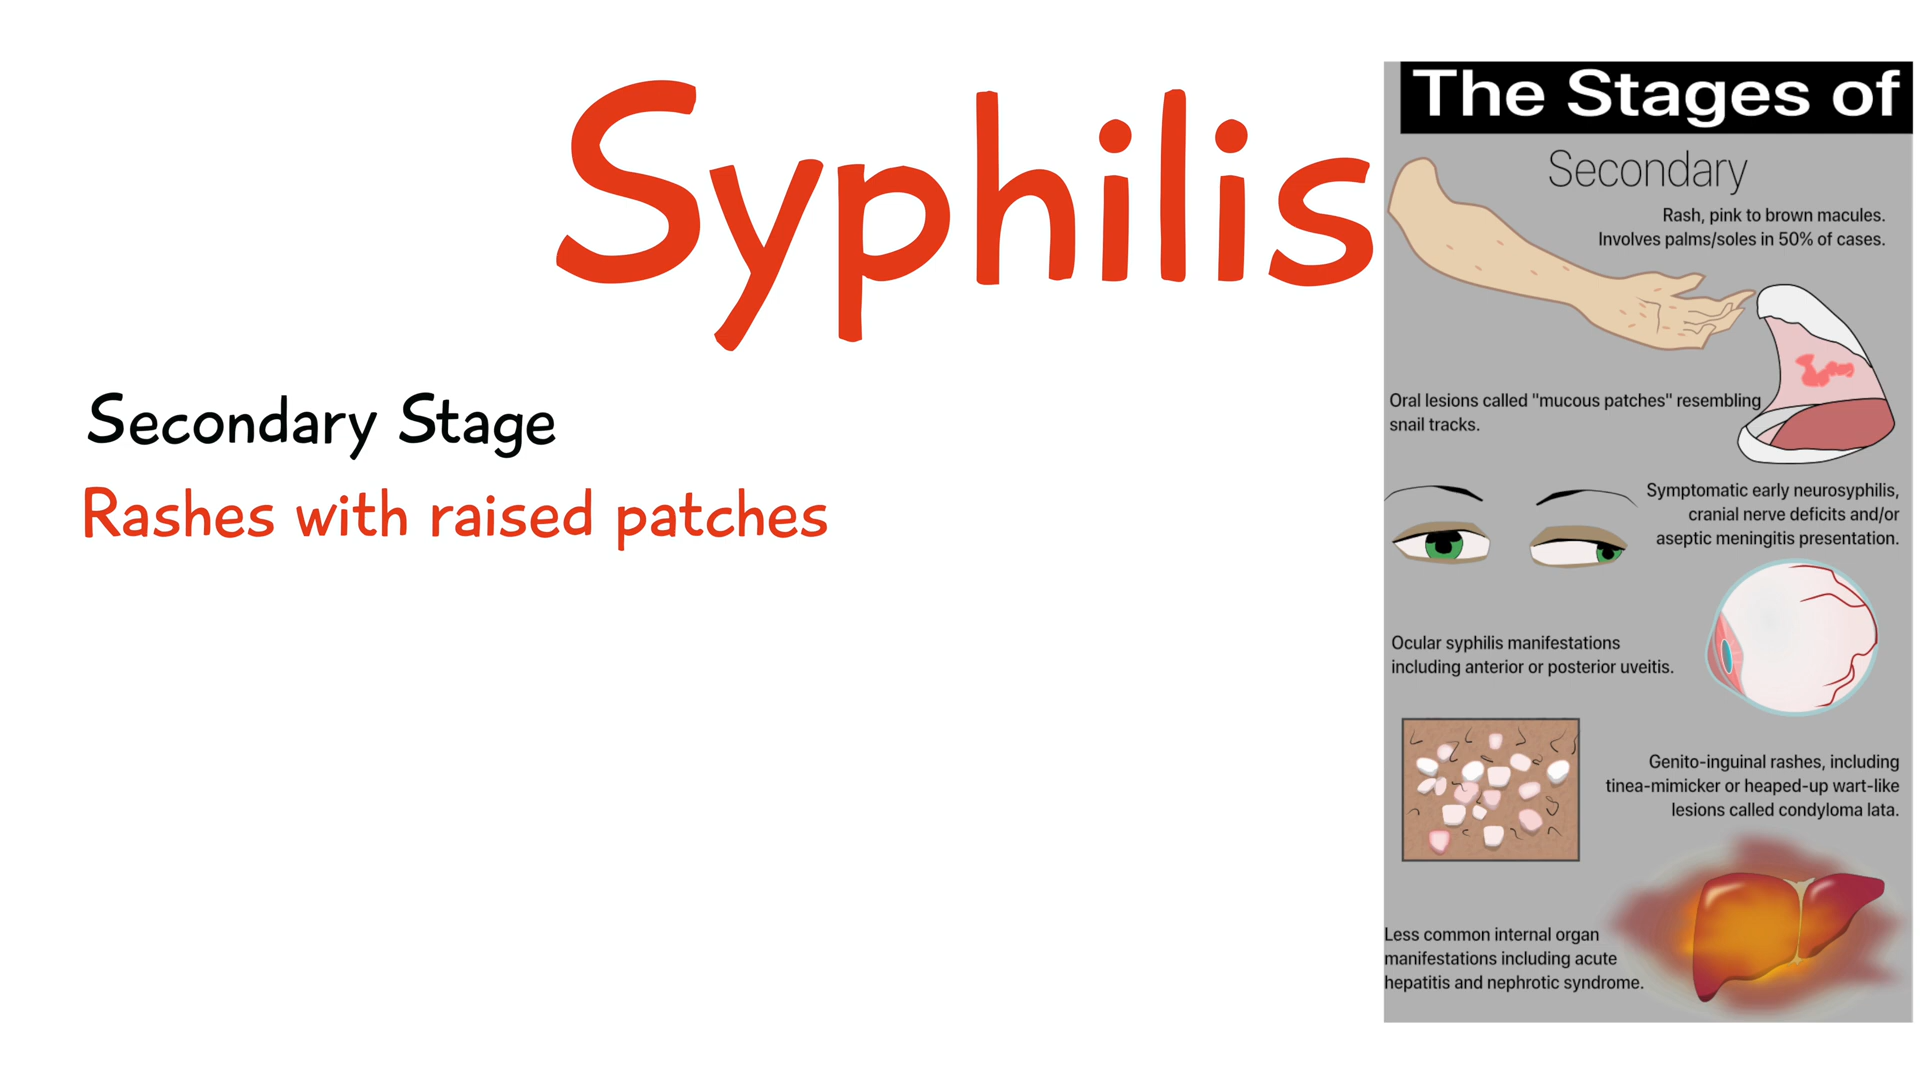 Syphilis
Secondary Stage
Rashes with raised patches
The Stages of
Secondary
Rash, pink to brown macules.
Involves palms/soles in 50% of cases.
Oral lesions called "mucous patches" resembling
snail tracks.
Symptomatic early neurosyphilis,
cranial nerve deficits and/or
aseptic meningitis presentation.
Ocular syphilis manifestations
including anterior or posterior uveitis.
Genito-inguinal rashes, including
tinea-mimicker or heaped-up wart-like
lesions called condyloma lata.
Less common internal organ
manifestations including acute
hepatitis and nephrotic syndrome.